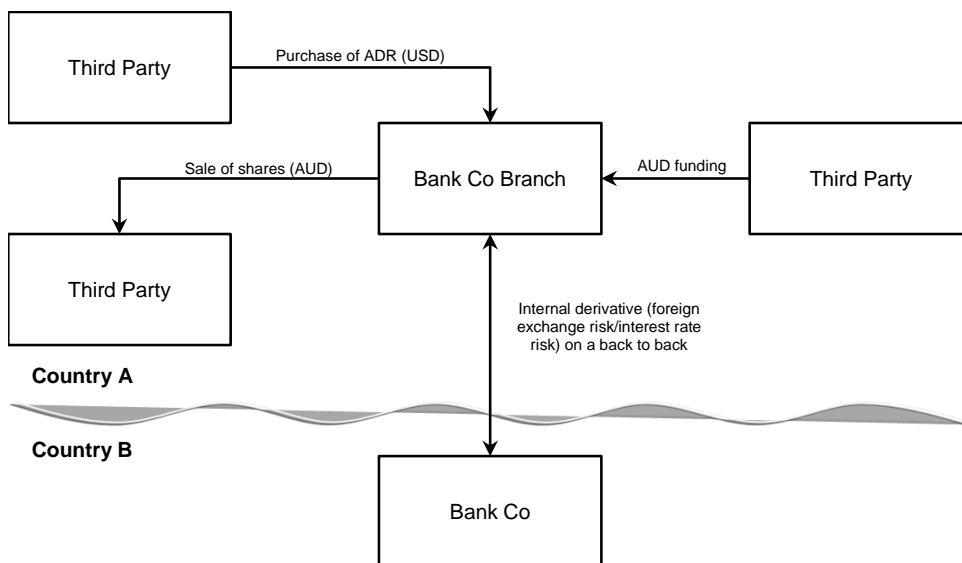 Third Party
Purchase of ADR (USD)
Sale of shares (AUD)
Bank Co Branch
AUD funding
Third Party
Third Party
Internal derivative (foreign
exchange risk/interest rate
risk) on a back to back
Country A
Country B
Bank Co